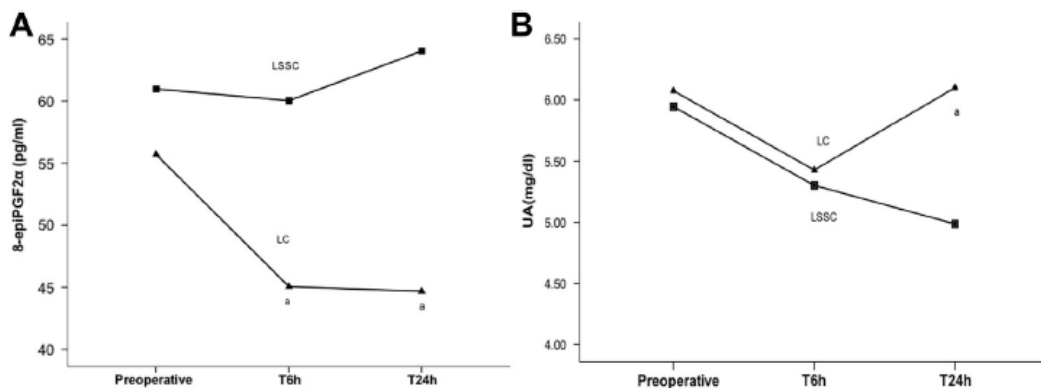 A
8-epiPGF2α (pg/ml)
65
60
55
50
45
40
LSSC
LC
a
a
Preoperative
T6h
T24h
B
UA(mg/dl)
6.50
6.00
5.50
5.00
4.50
4.00
LC
LSSC
a
Preoperative
T6h
T24h